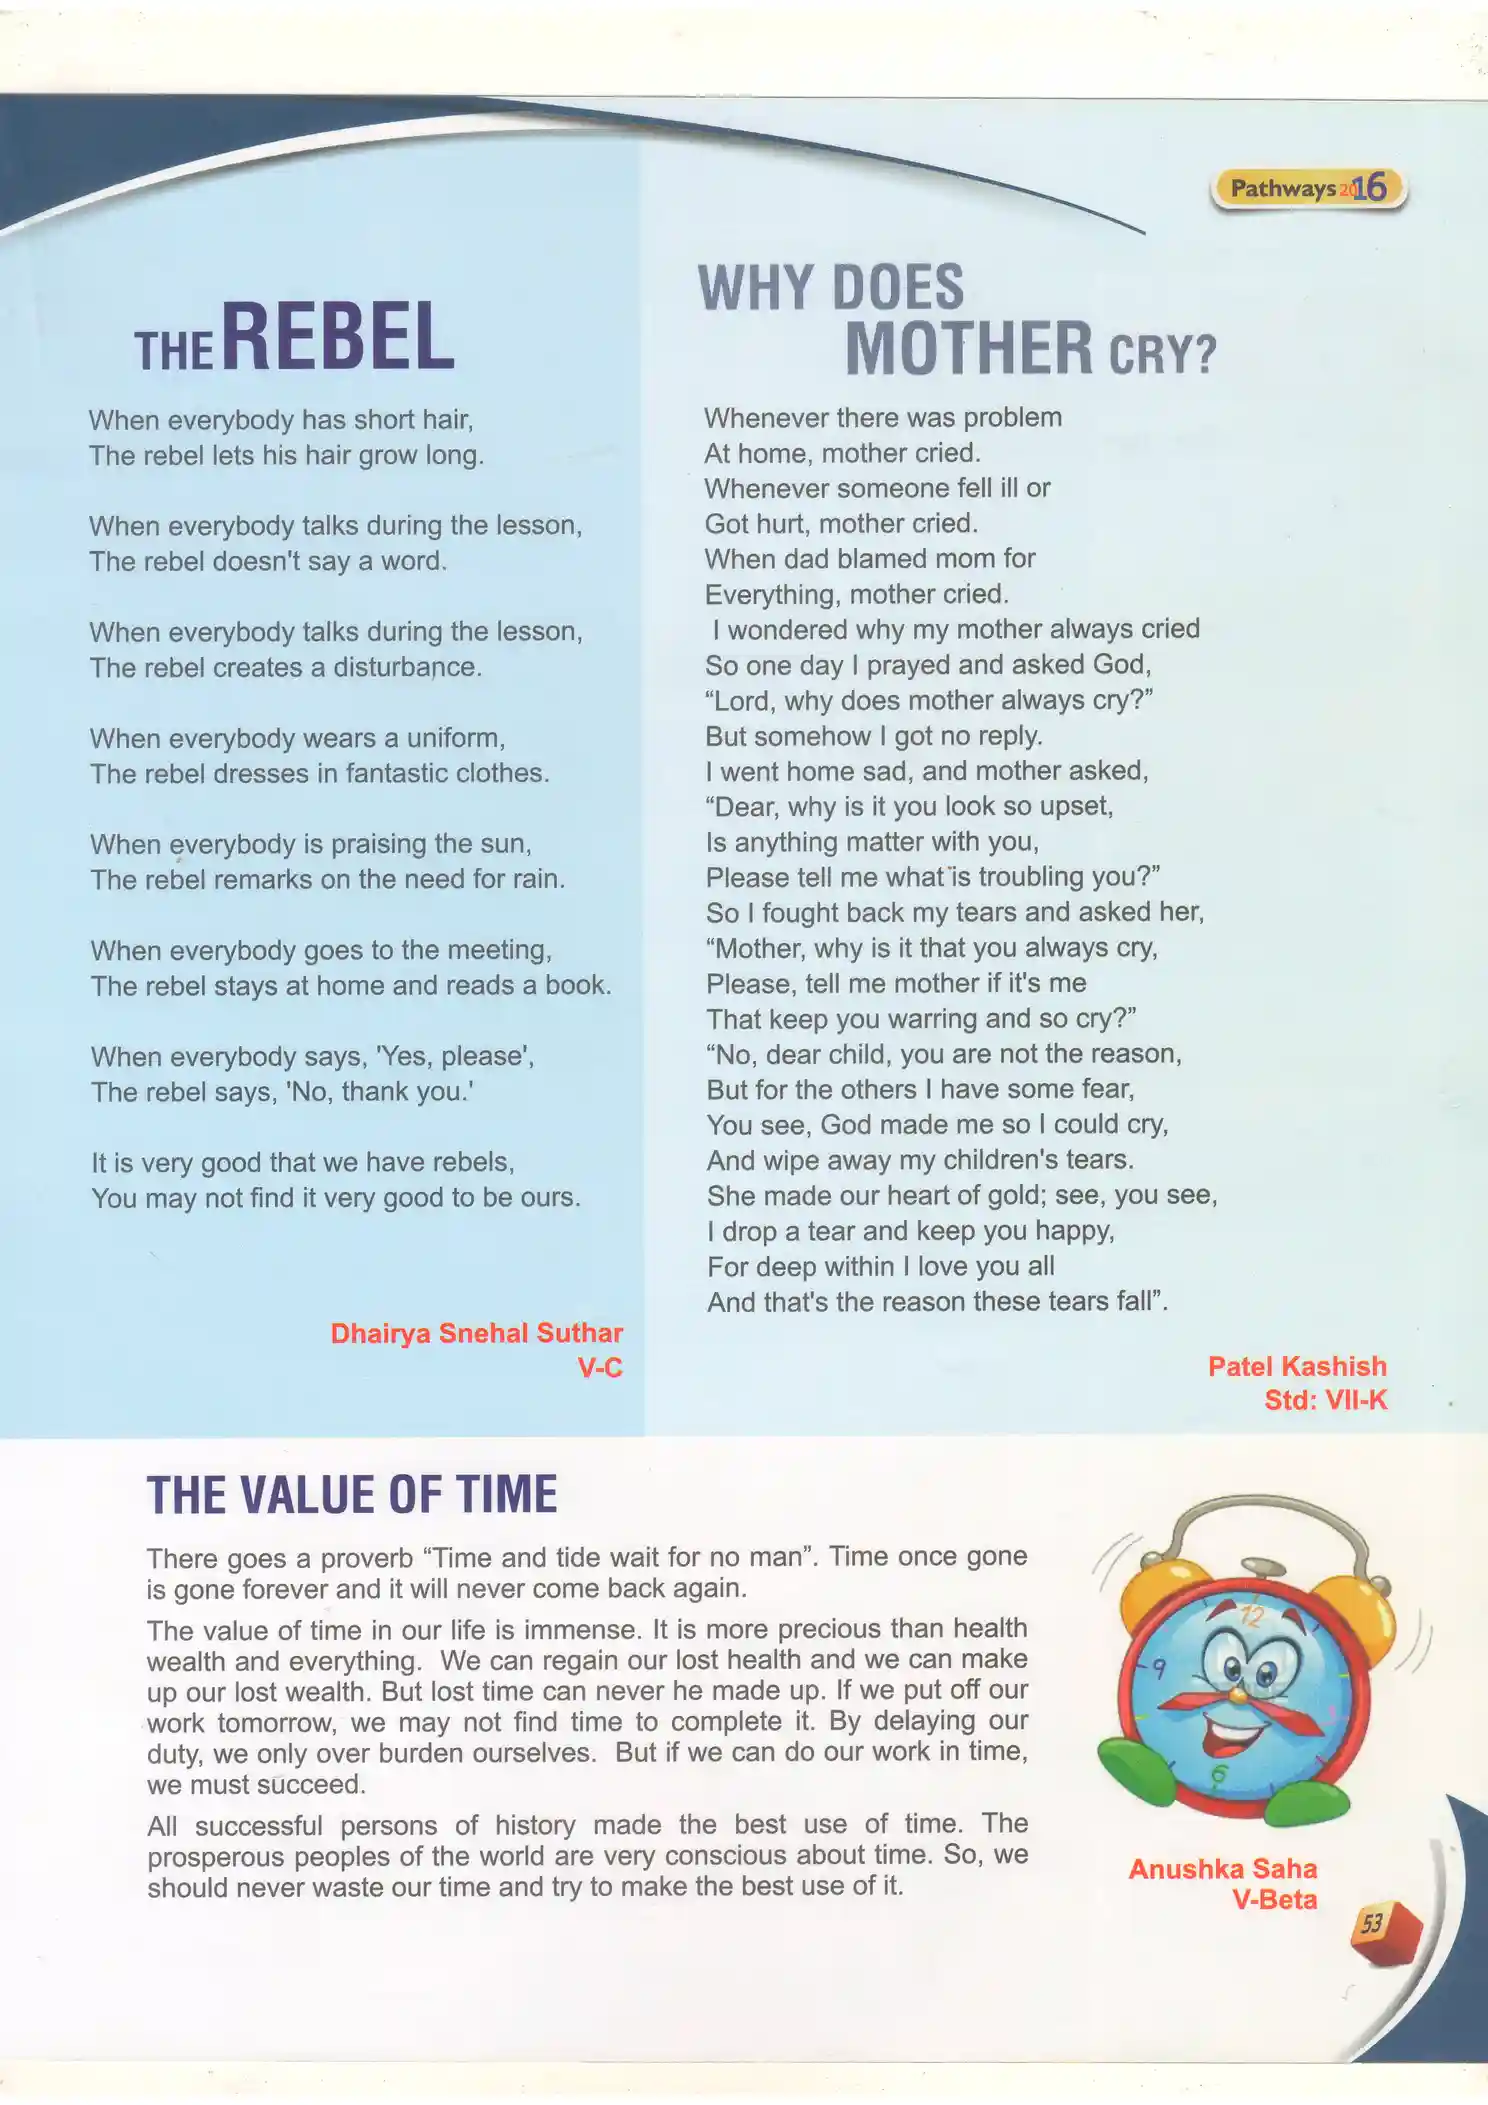 Pathways 2016
THE REBEL
When everybody has short hair,
The rebel lets his hair grow long.
When everybody talks during the lesson,
The rebel doesn't say a word.
When everybody talks during the lesson,
The rebel creates a disturbance.
When everybody wears a uniform,
The rebel dresses in fantastic clothes.
When everybody is praising the sun,
The rebel remarks on the need for rain.
When everybody goes to the meeting,
The rebel stays at home and reads a book.
When everybody says, 'Yes, please',
The rebel says, 'No, thank you.'
It is very good that we have rebels,
You may not find it very good to be ours.
Dhairya Snehal Suthar
V-C
WHY DOES
MOTHER CRY?
Whenever there was problem
At home, mother cried.
Whenever someone fell ill or
Got hurt, mother cried.
When dad blamed mom for
Everything, mother cried.
I wondered why my mother always cried
So one day I prayed and asked God,
“Lord, why does mother always cry?”
But somehow I got no reply.
I went home sad, and mother asked,
“Dear, why is it you look so upset,
Is anything matter with you,
Please tell me what is troubling you?”
So I fought back my tears and asked her,
“Mother, why is it that you always cry,
Please, tell me mother if it's me
That keep you warring and so cry?”
“No, dear child, you are not the reason,
But for the others I have some fear,
You see, God made me so I could cry,
And wipe away my children's tears.
She made our heart of gold; see, you see,
I drop a tear and keep you happy,
For deep within I love you all
And that's the reason these tears fall”.
Patel Kashish
Std: VII-K
THE VALUE OF TIME
There goes a proverb “Time and tide wait for no man”. Time once gone
is gone forever and it will never come back again.
The value of time in our life is immense. It is more precious than health
wealth and everything. We can regain our lost health and we can make
up our lost wealth. But lost time can never he made up. If we put off our
work tomorrow, we may not find time to complete it. By delaying our
duty, we only over burden ourselves. But if we can do our work in time,
we must succeed.
All successful persons of history made the best use of time. The
prosperous peoples of the world are very conscious about time. So, we
should never waste our time and try to make the best use of it.
12
9
3
6
Anushka Saha
V-Beta
53